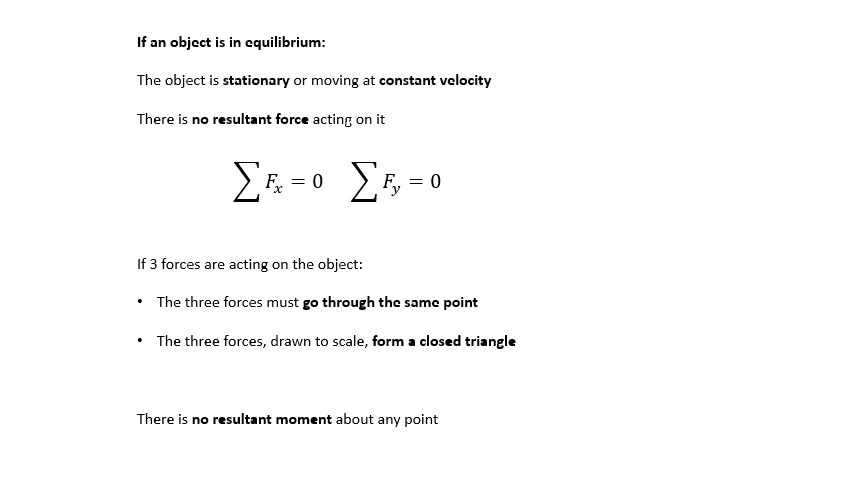 If an object is in equilibrium:
The object is stationary or moving at constant velocity
There is no resultant force acting on it
∑ Fₓ = 0 ∑ Fᵧ = 0
If 3 forces are acting on the object:
• The three forces must go through the same point
• The three forces, drawn to scale, form a closed triangle
There is no resultant moment about any point